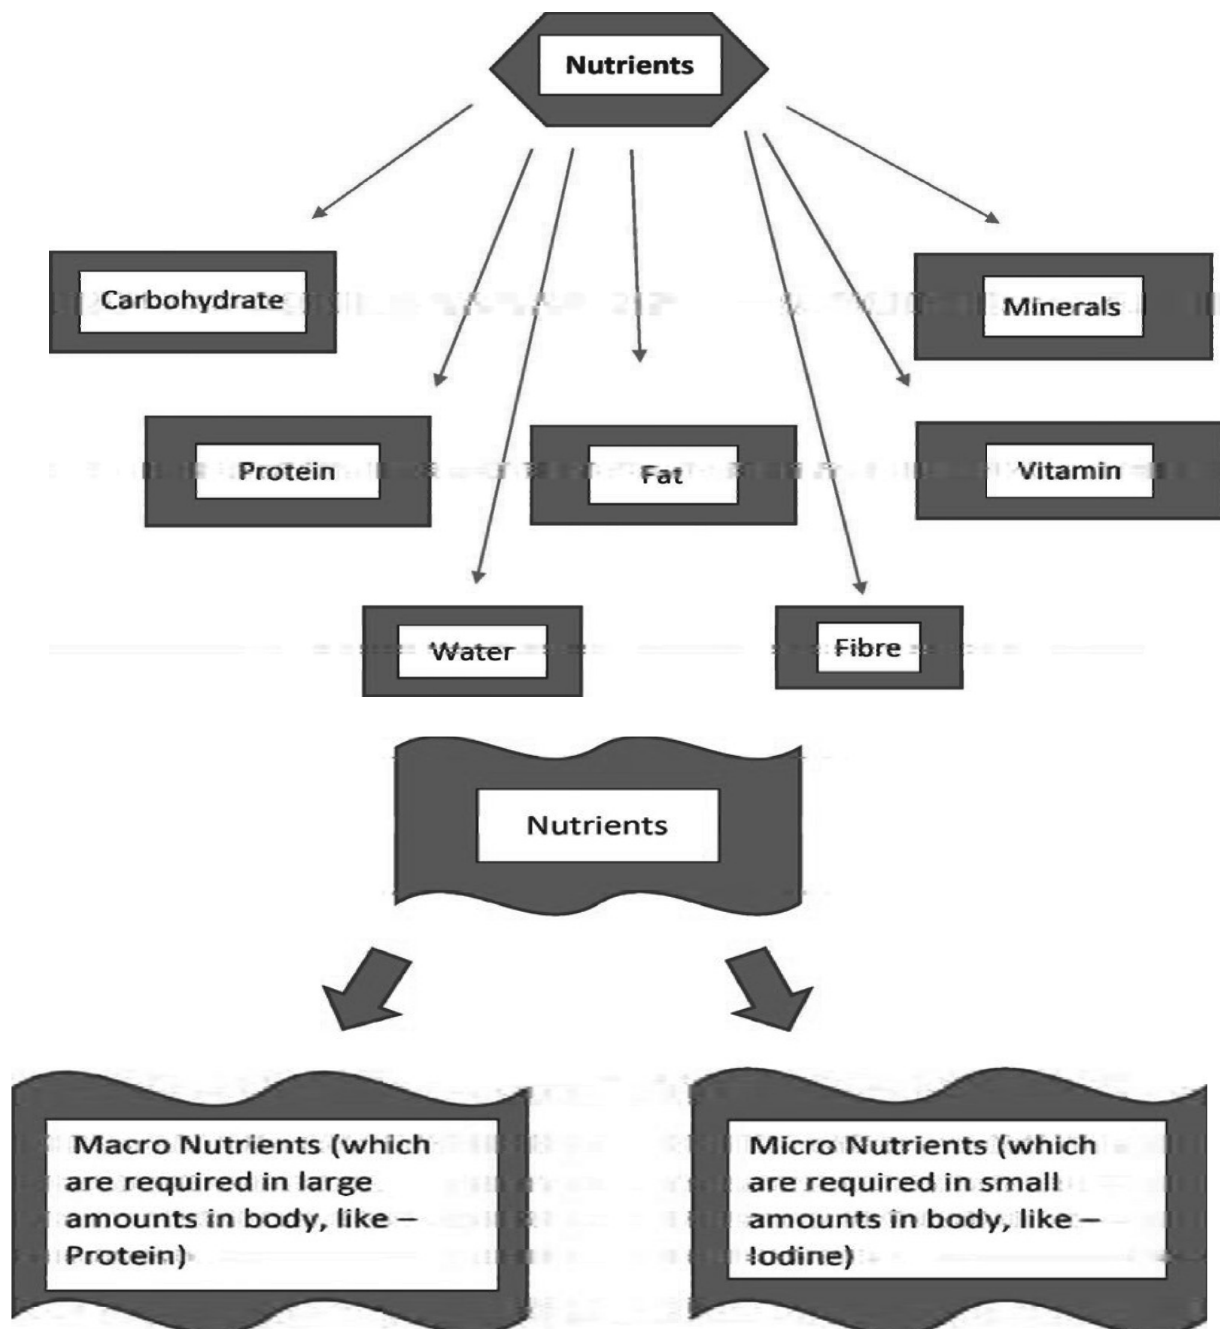 Nutrients
Carbohydrate
Minerals
Protein
Fat
Vitamin
Water
Fibre
Nutrients
Macro Nutrients (which
are required in large
amounts in body, like –
Protein)
Micro Nutrients (which
are required in small
amounts in body, like –
Iodine)